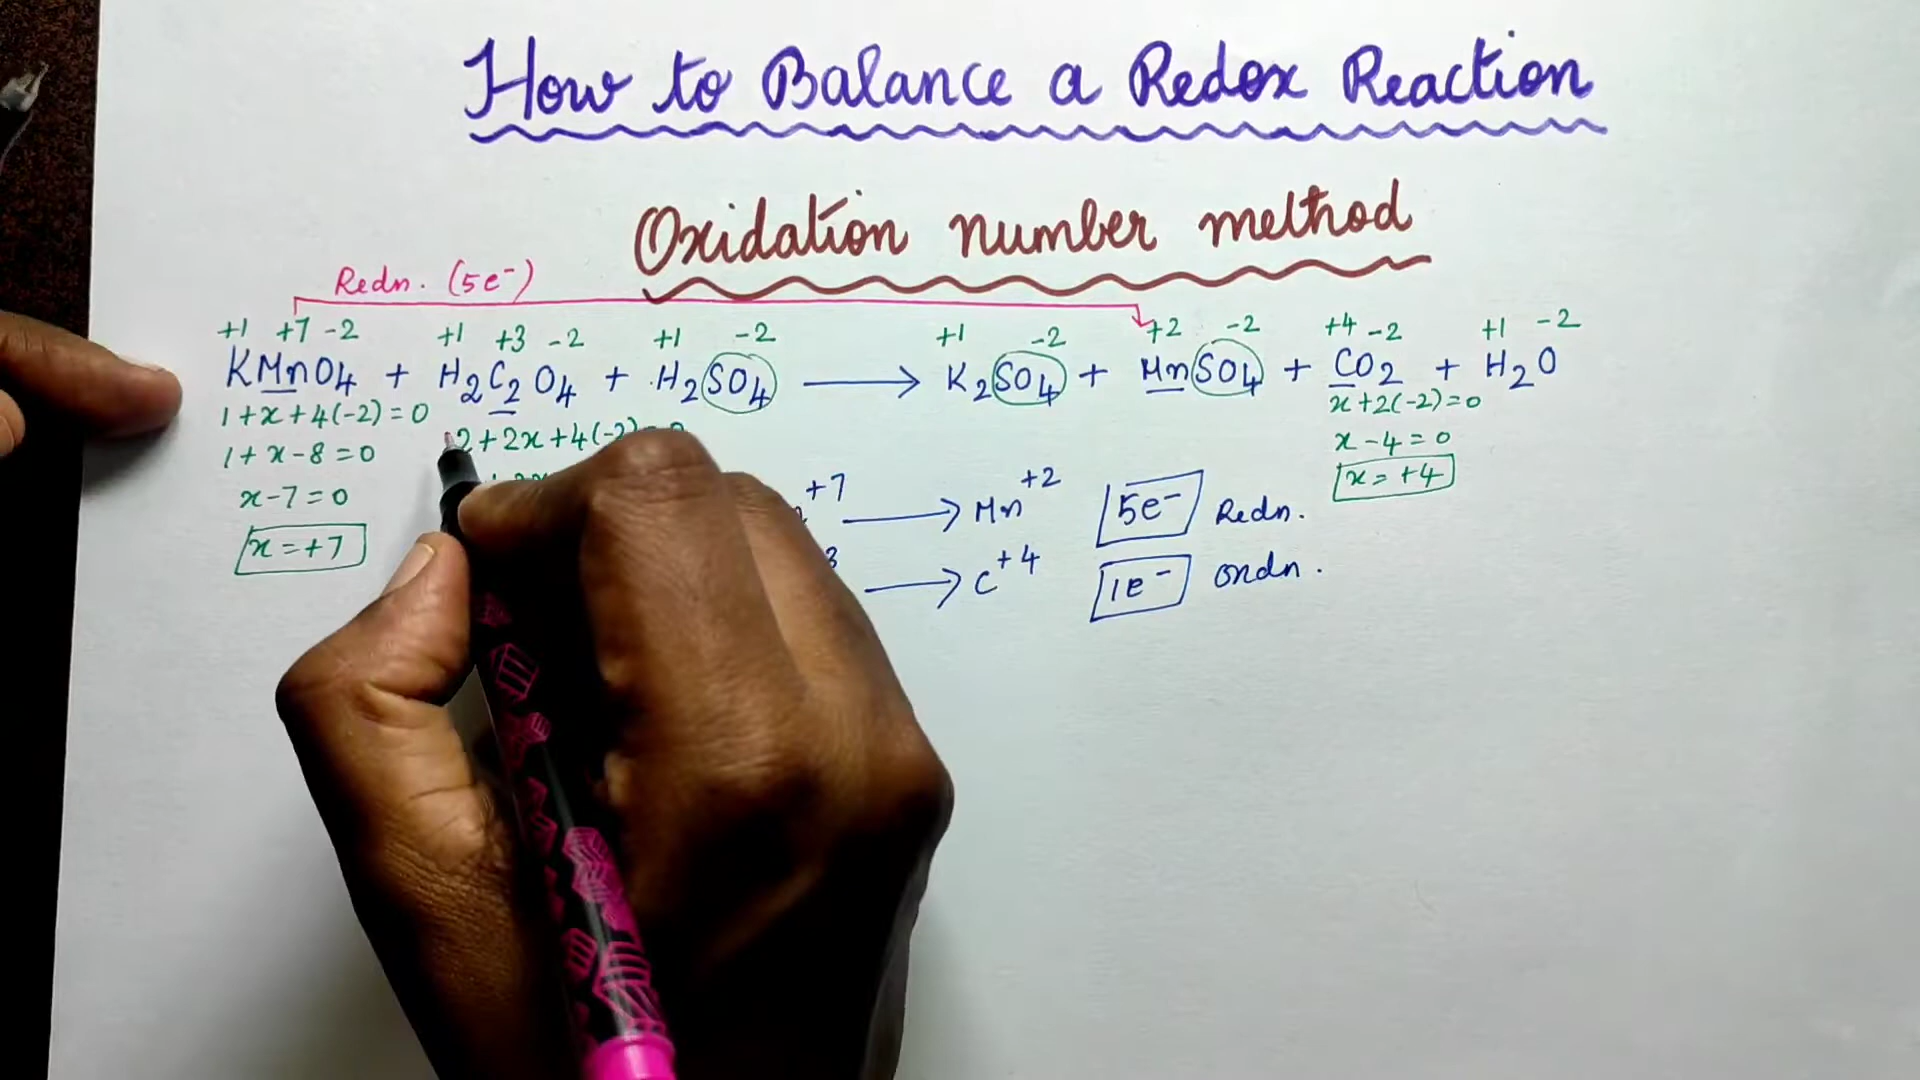 How to Balance a Redox Reaction
Oxidation number method
Redn. (5e⁻)
+1 +7 -2 +1 +3 -2 +1 -2 +1 -2 +2 -2 +4 -2 +1 -2
KMnO4 + H2C2O4 + H2SO4 → K2SO4 + MnSO4 + CO2 + H2O
1+x+4(-2)=0
1+x-8=0
x-7=0
x=+7
2+2x+4(-2)
x+2(-2)=0
x-4=0
x=+4
+7 → Mn+2 5e⁻ Redn.
3 → C+4 1e⁻ Oxdn.